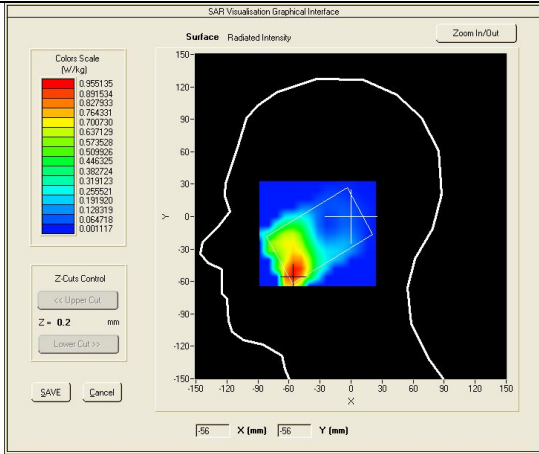 SAR Visualisation Graphical Interface
Surface Radiated Intensity
Zoom In/Out
Colors Scale
(W/kg)
0.955135
0.891534
0.827933
0.764331
0.700730
0.637129
0.573528
0.509926
0.446325
0.382724
0.319123
0.255521
0.191920
0.128319
0.064718
0.001117
Z-Cuts Control
<< Upper Cut
Z = 0.2 mm
Lower Cut >>
SAVE Cancel
150
120
90
60
30
0
-30
-60
-90
-120
-150
Y
-150 -120 -90 -60 -30 0 30 60 90 120 150
X
-56 X (mm) -56 Y (mm)